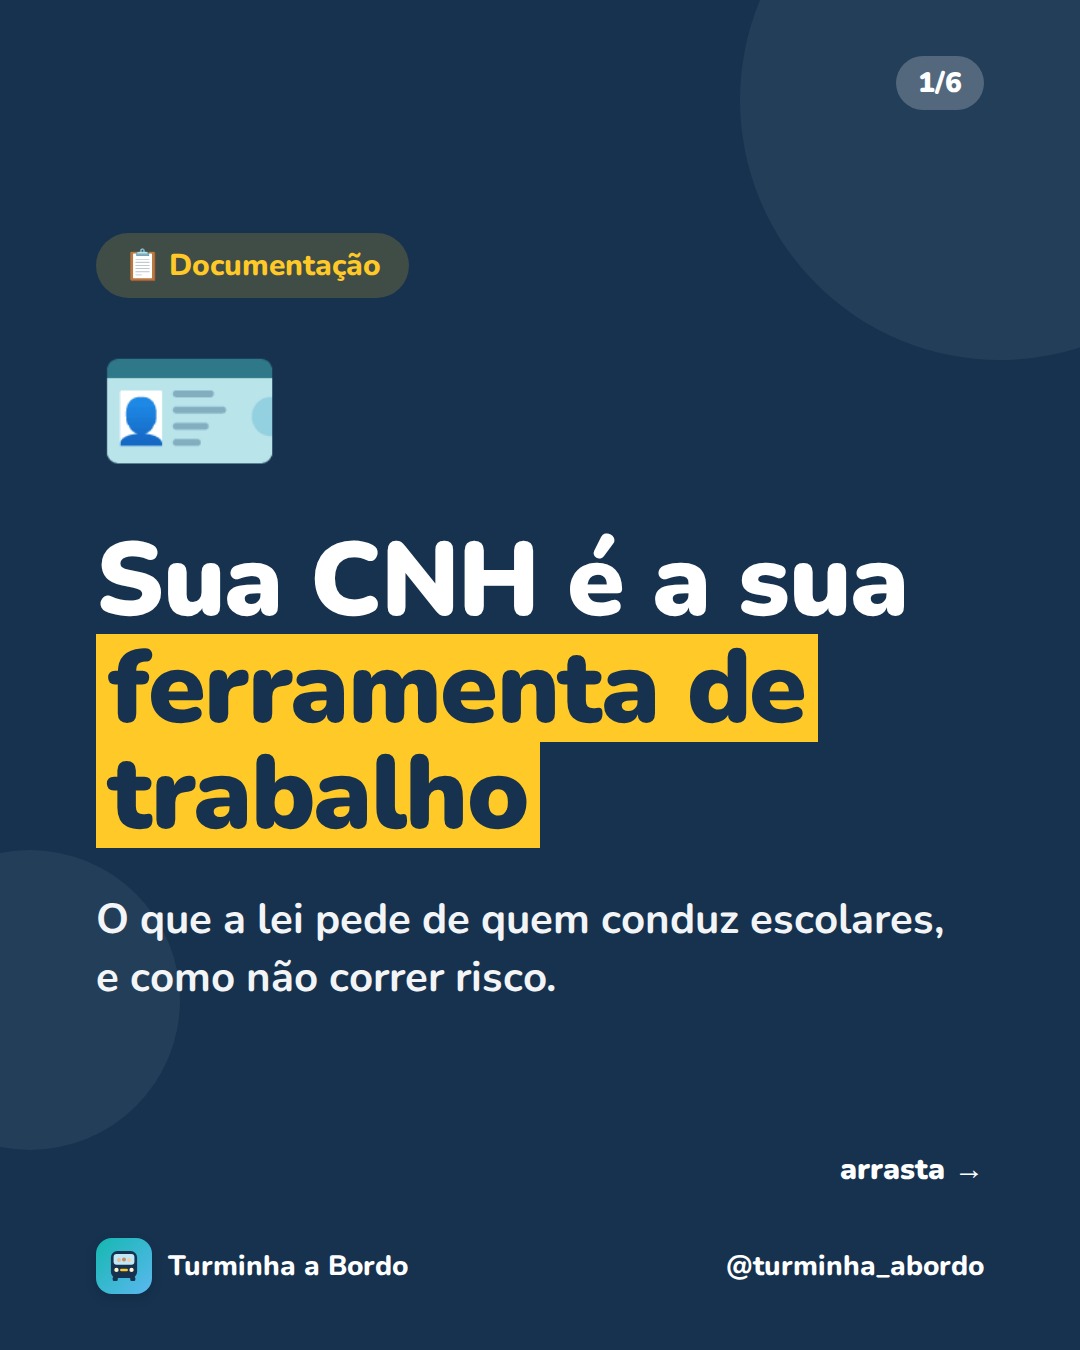 1/6
📋 Documentação
Sua CNH é a sua
ferramenta de
trabalho
O que a lei pede de quem conduz escolares,
e como não correr risco.
arrasta →
Turminha a Bordo
@turminha_abordo